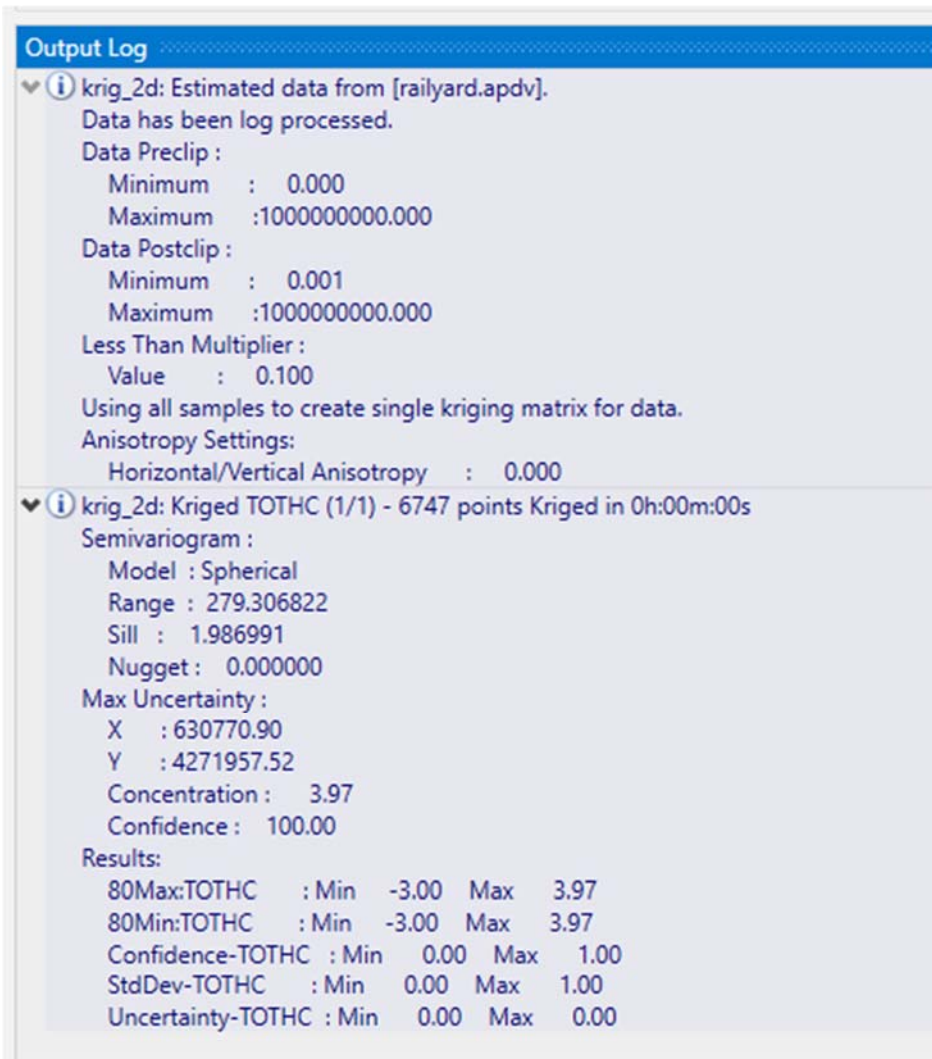 Output Log
krig_2d: Estimated data from [railyard.apdv].
Data has been log processed.
Data Preclip :
Minimum : 0.000
Maximum :1000000000.000
Data Postclip :
Minimum : 0.001
Maximum :1000000000.000
Less Than Multiplier :
Value : 0.100
Using all samples to create single kriging matrix for data.
Anisotropy Settings:
Horizontal/Vertical Anisotropy : 0.000
krig_2d: Kriged TOTHC (1/1) - 6747 points Kriged in 0h:00m:00s
Semivariogram :
Model : Spherical
Range : 279.306822
Sill : 1.986991
Nugget : 0.000000
Max Uncertainty :
X : 630770.90
Y : 4271957.52
Concentration : 3.97
Confidence : 100.00
Results:
80Max:TOTHC : Min -3.00 Max 3.97
80Min:TOTHC : Min -3.00 Max 3.97
Confidence-TOTHC : Min 0.00 Max 1.00
StdDev-TOTHC : Min 0.00 Max 1.00
Uncertainty-TOTHC : Min 0.00 Max 0.00